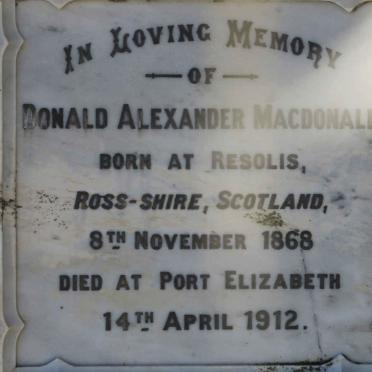 In Loving Memory
OF
Donald Alexander Macdonald
BORN AT RESOLIS,
ROSS-SHIRE, SCOTLAND,
8TH NOVEMBER 1868
DIED AT PORT ELIZABETH
14TH APRIL 1912.